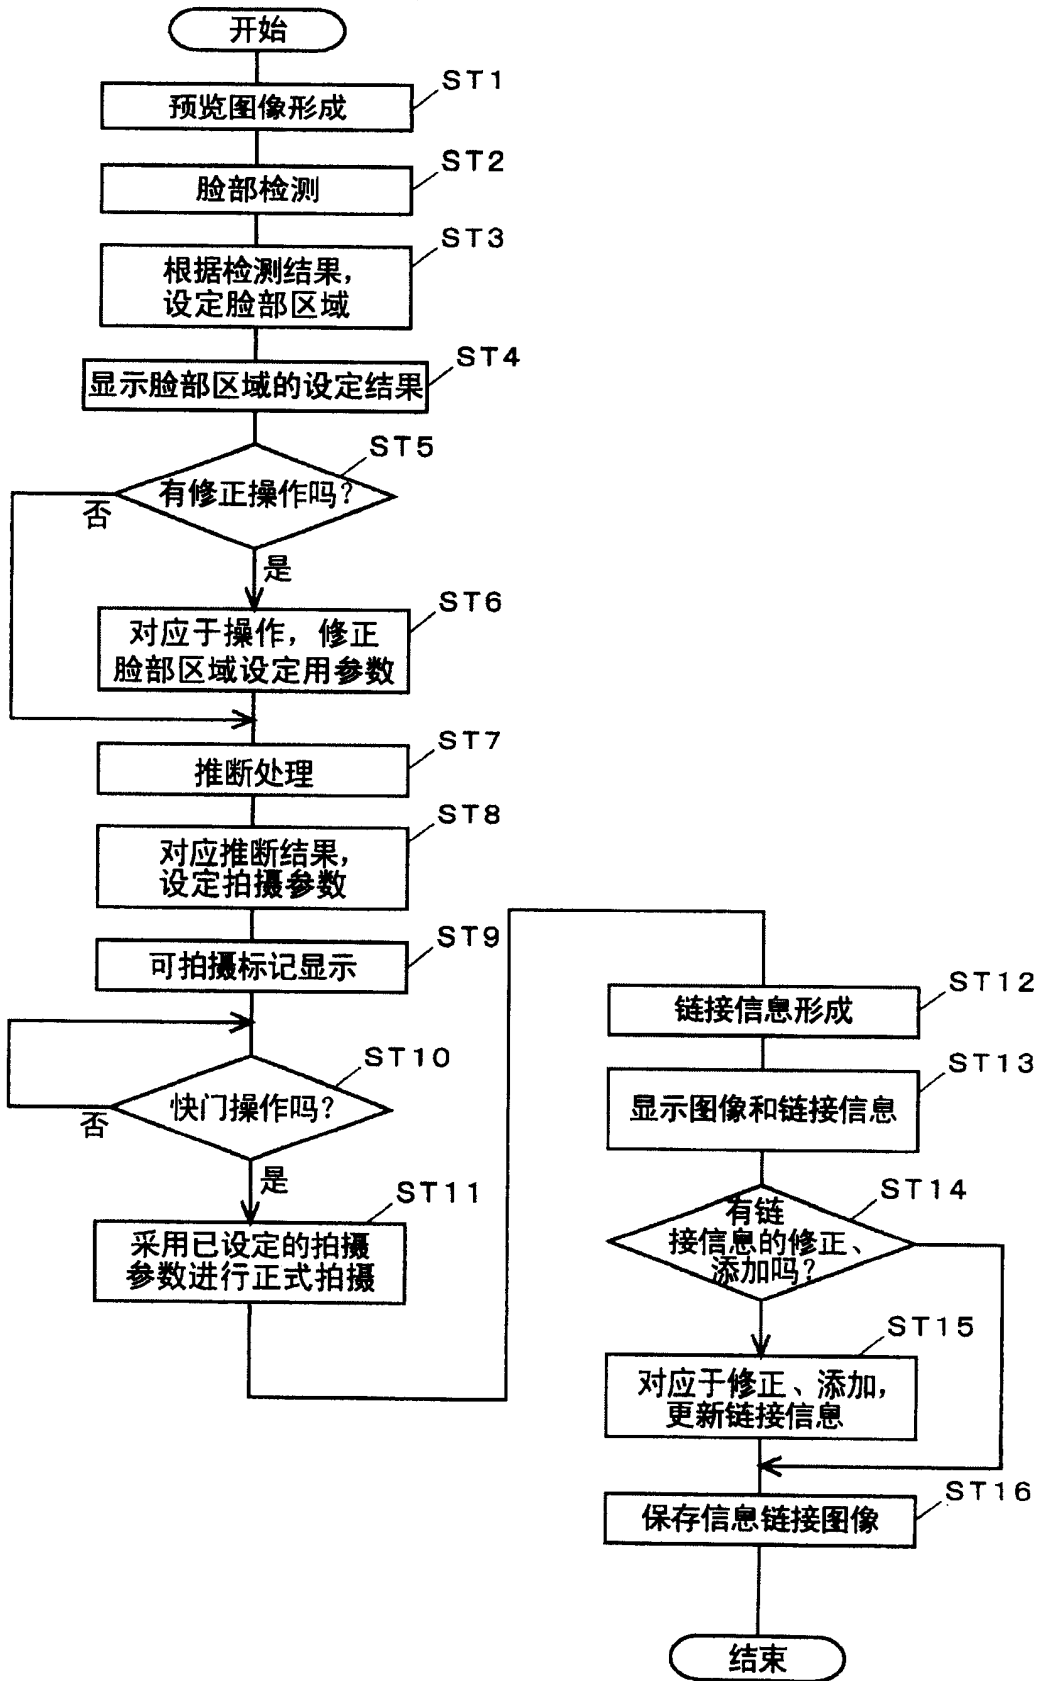 开始
ST1
预览图像形成
ST2
脸部检测
ST3
根据检测结果,
设定脸部区域
ST4
显示脸部区域的设定结果
ST5
有修正操作吗?
否
是
ST6
对应于操作, 修正
脸部区域设定用参数
ST7
推断处理
ST8
对应推断结果,
设定拍摄参数
ST9
可拍摄标记显示
ST10
快门操作吗?
否
是
ST11
采用已设定的拍摄
参数进行正式拍摄
ST12
链接信息形成
ST13
显示图像和链接信息
ST14
有链
接信息的修正、
添加吗?
ST15
对应于修正、添加,
更新链接信息
ST16
保存信息链接图像
结束